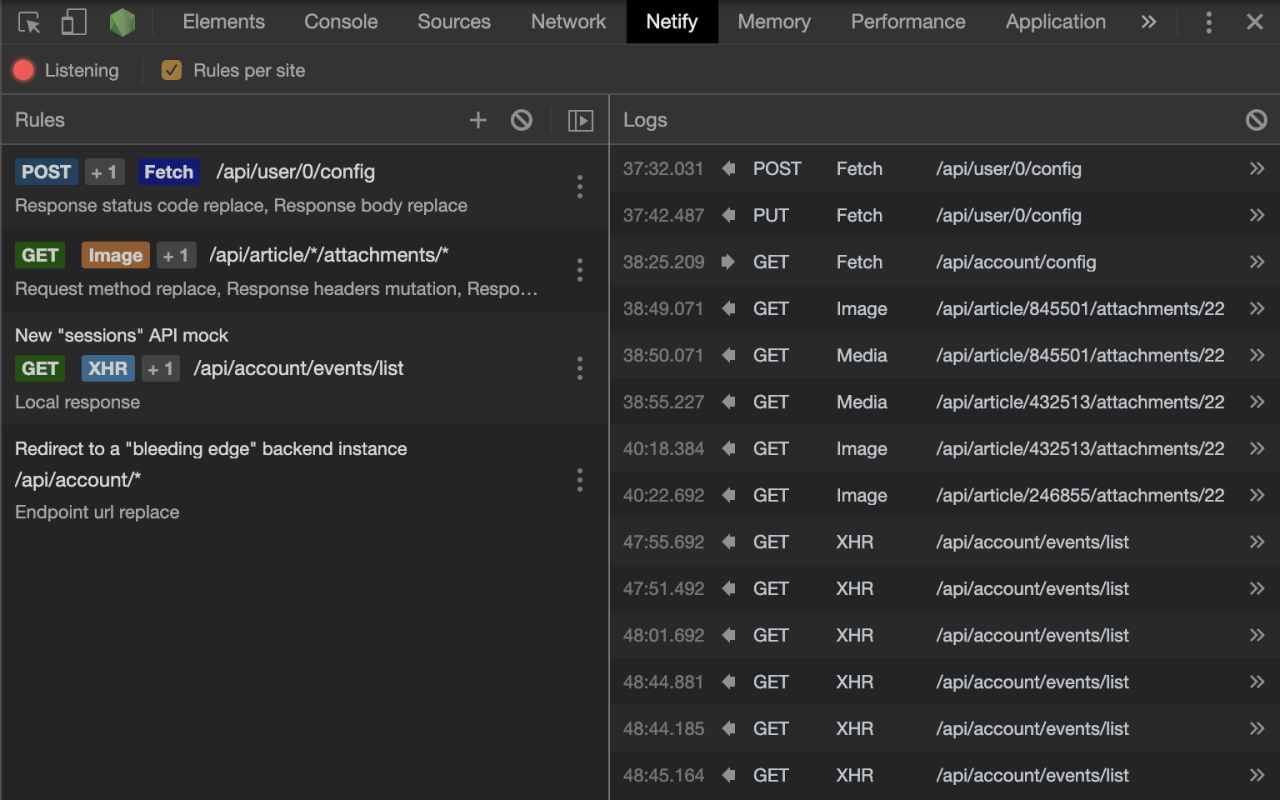 Elements Console Sources Network Netify Memory Performance Application
Listening Rules per site
Rules
POST + 1 Fetch /api/user/0/config
Response status code replace, Response body replace
GET Image + 1 /api/article/*/attachments/*
Request method replace, Response headers mutation, Respo…
New "sessions" API mock
GET XHR + 1 /api/account/events/list
Local response
Redirect to a "bleeding edge" backend instance
/api/account/*
Endpoint url replace
Logs
37:32.031 POST Fetch /api/user/0/config
37:42.487 PUT Fetch /api/user/0/config
38:25.209 GET Fetch /api/account/config
38:49.071 GET Image /api/article/845501/attachments/22
38:50.071 GET Media /api/article/845501/attachments/22
38:55.227 GET Media /api/article/432513/attachments/22
40:18.384 GET Image /api/article/432513/attachments/22
40:22.692 GET Image /api/article/246855/attachments/22
47:55.692 GET XHR /api/account/events/list
47:51.492 GET XHR /api/account/events/list
48:01.692 GET XHR /api/account/events/list
48:44.881 GET XHR /api/account/events/list
48:44.185 GET XHR /api/account/events/list
48:45.164 GET XHR /api/account/events/list